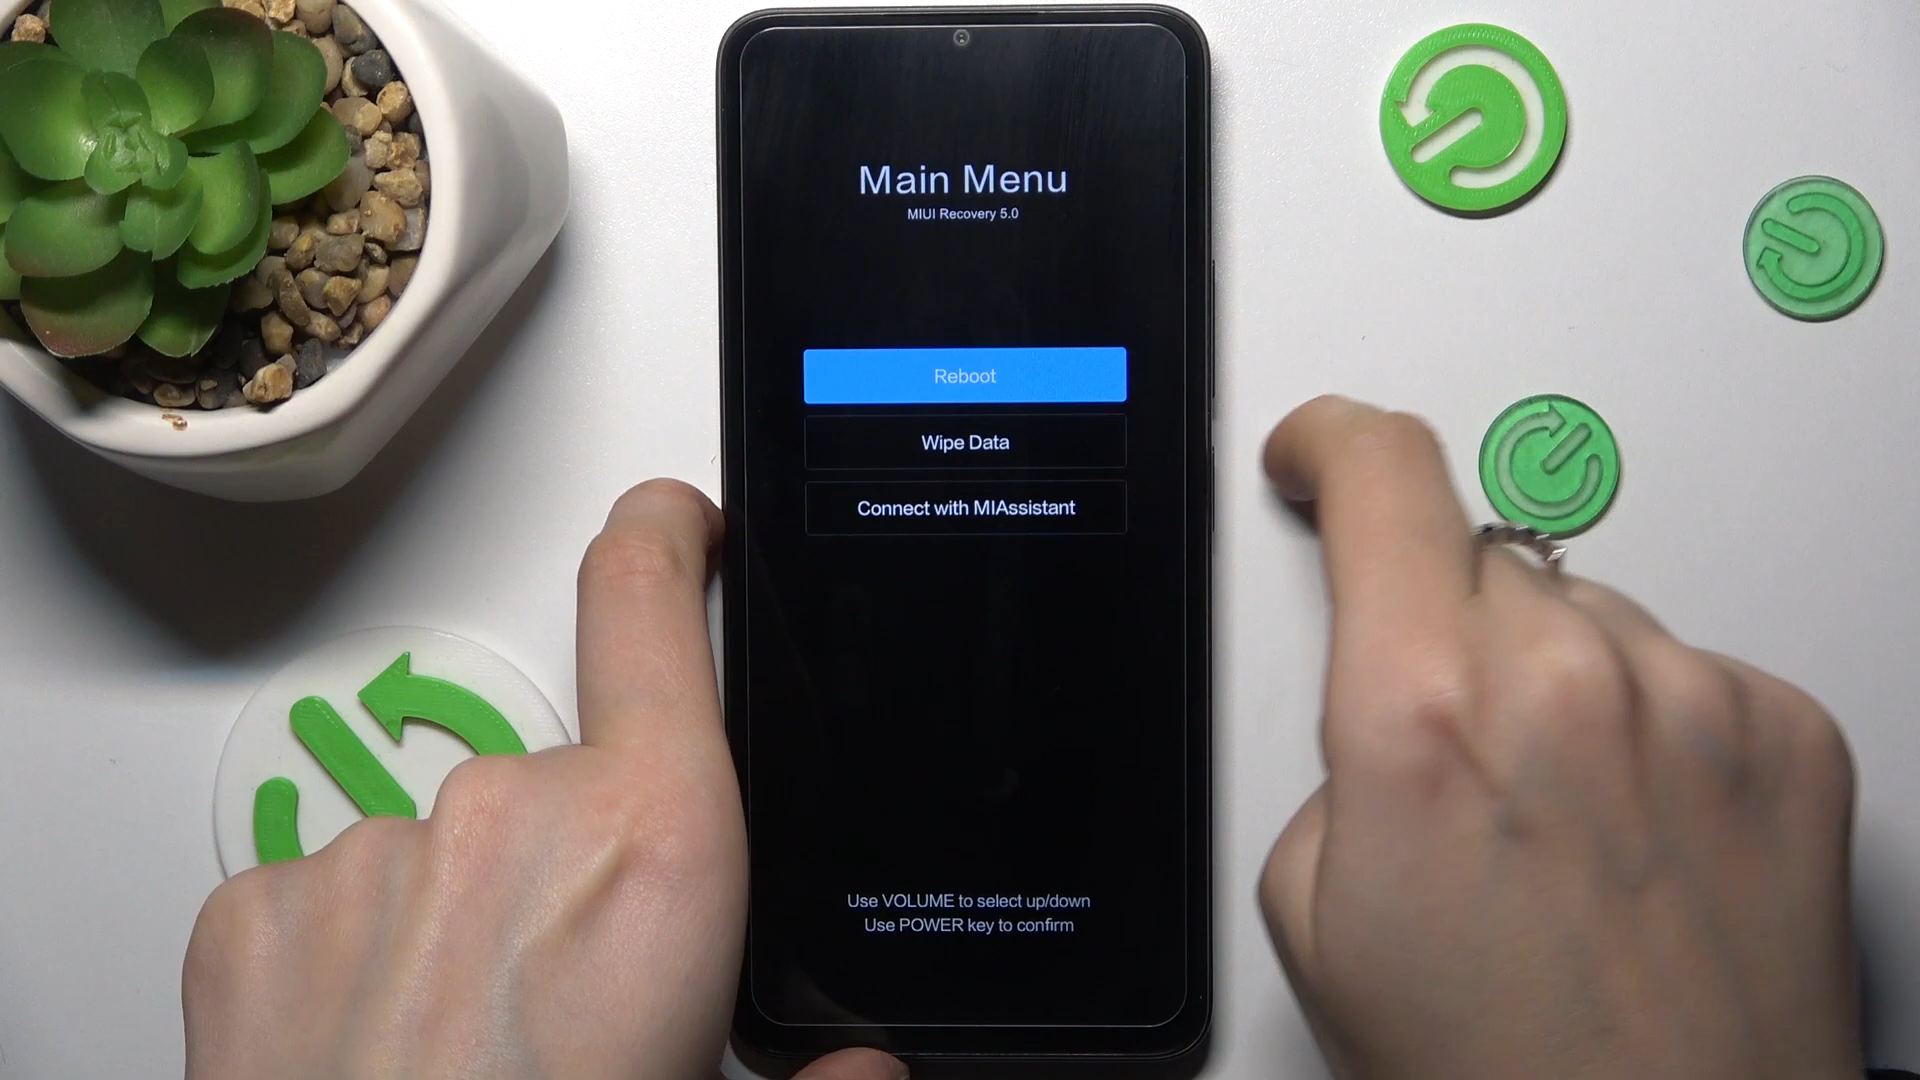 Main Menu
MIUI Recovery 5.0
Reboot
Wipe Data
Connect with MIAssistant
Use VOLUME to select up/down
Use POWER key to confirm